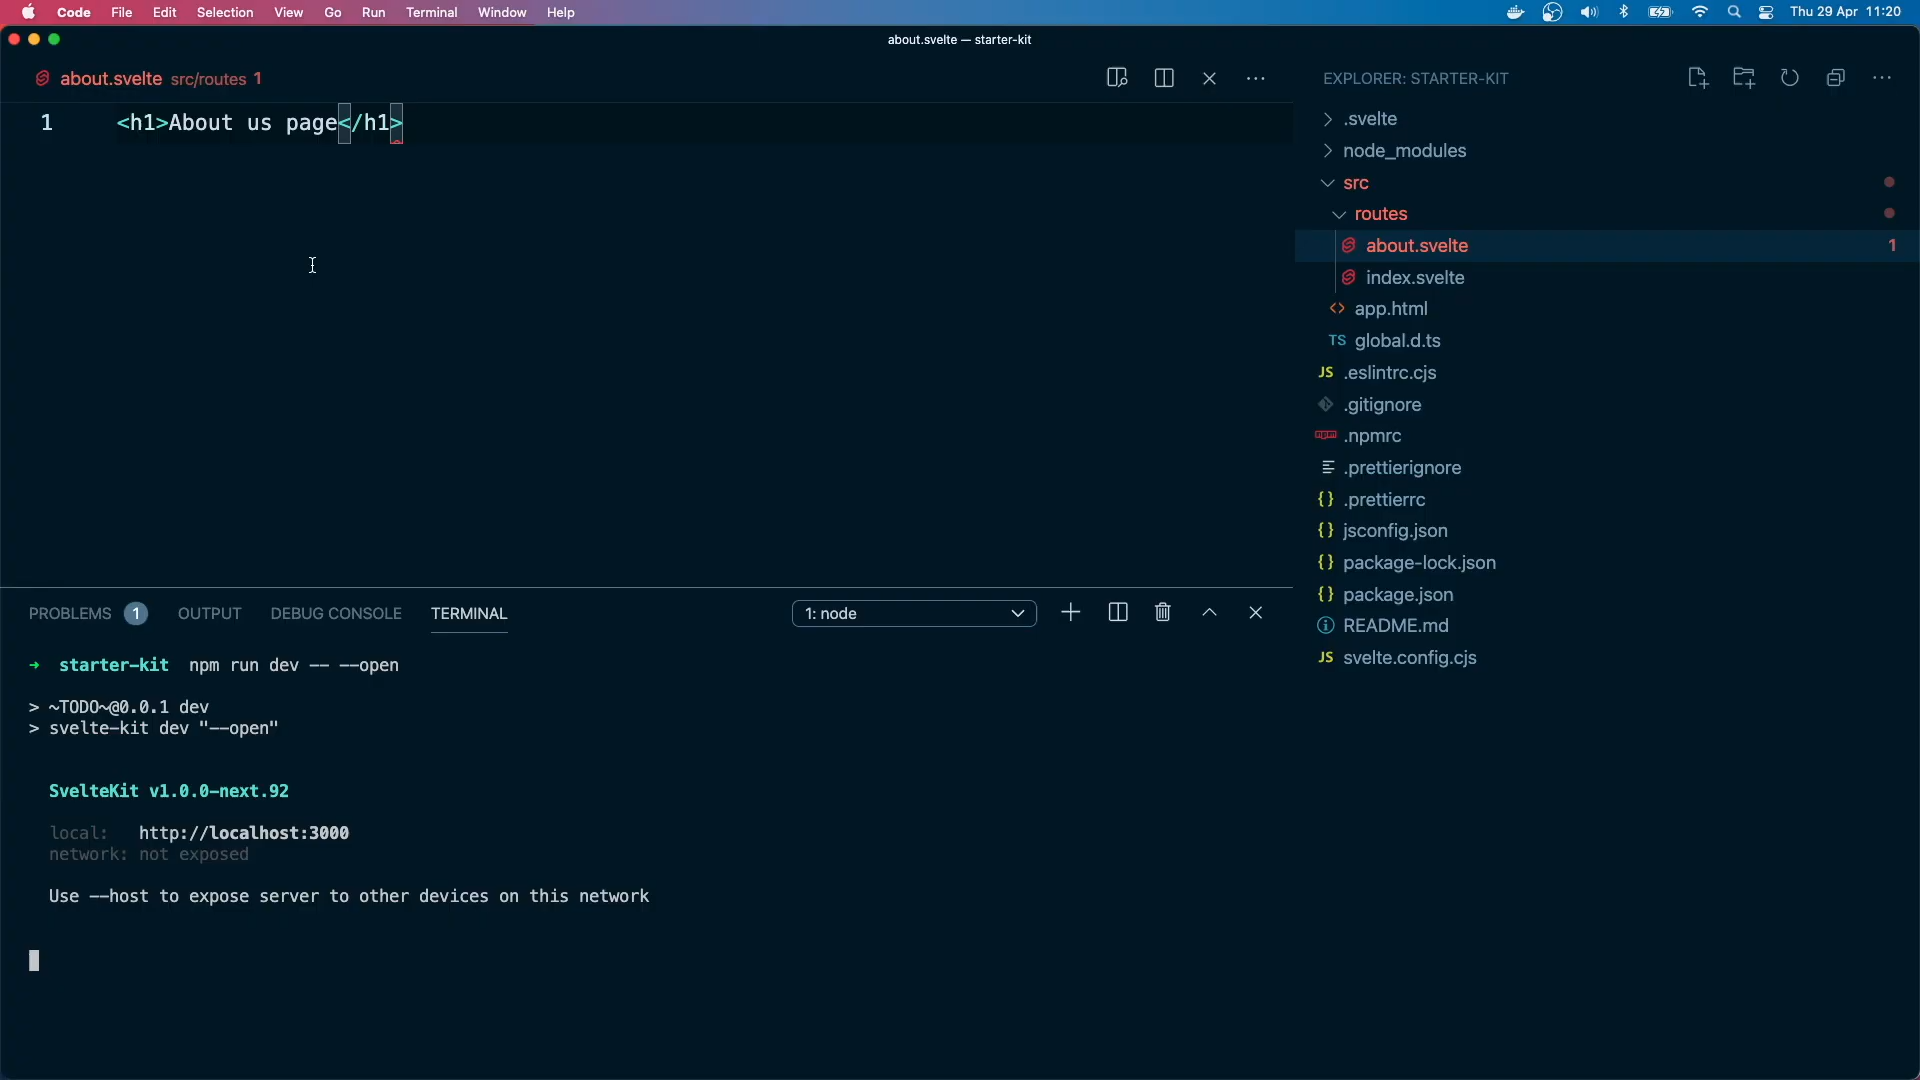 Code File Edit Selection View Go Run Terminal Window Help
Thu 29 Apr 11:20
about.svelte — starter-kit
about.svelte src/routes 1
1 <h1>About us page</h1>
EXPLORER: STARTER-KIT
.svelte
node_modules
src
routes
about.svelte 1
index.svelte
app.html
TS global.d.ts
JS .eslintrc.cjs
.gitignore
npm .npmrc
.prettierignore
{} .prettierrc
{} jsconfig.json
{} package-lock.json
{} package.json
README.md
JS svelte.config.cjs
PROBLEMS 1 OUTPUT DEBUG CONSOLE TERMINAL
1: node
→ starter-kit npm run dev -- --open
> ~TODO~@0.0.1 dev
> svelte-kit dev "--open"
SvelteKit v1.0.0-next.92
local: http://localhost:3000
network: not exposed
Use --host to expose server to other devices on this network